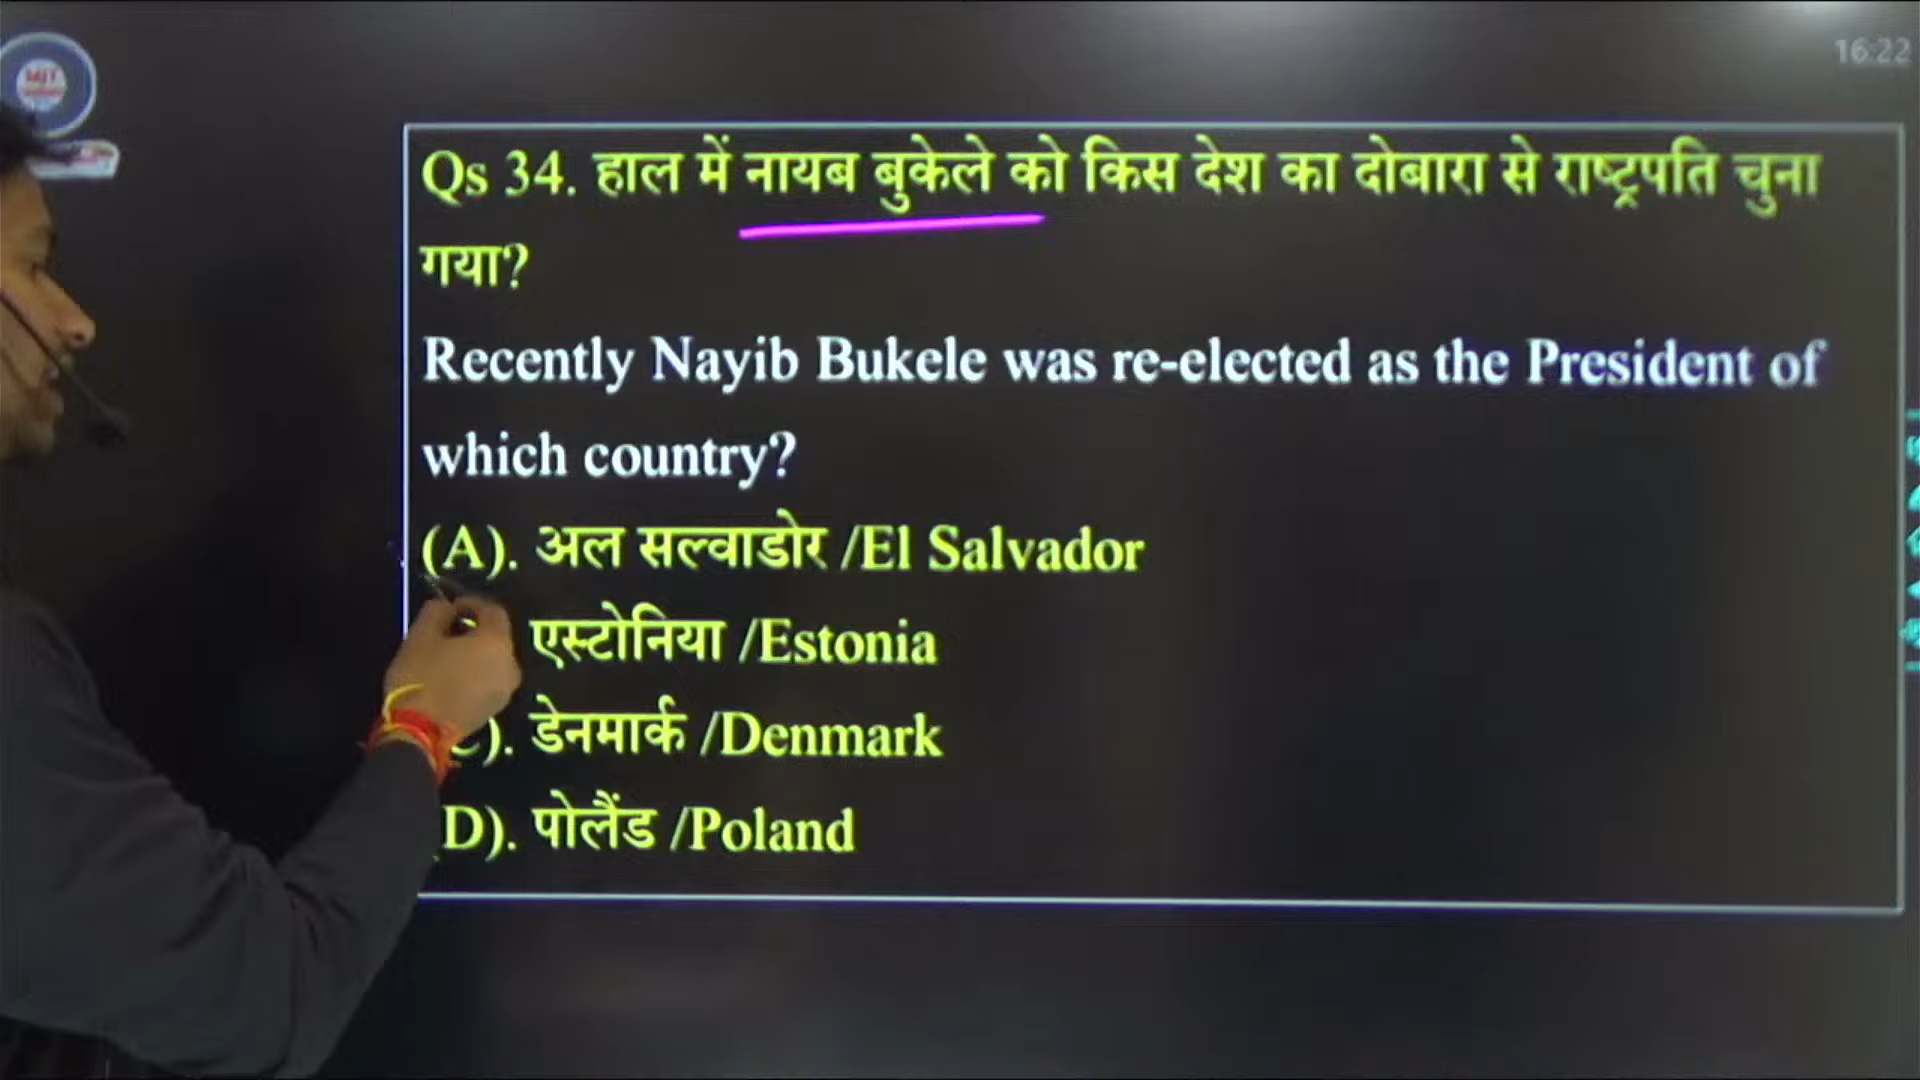 16:22
Qs 34. हाल में नायब बुकेले को किस देश का दोबारा से राष्ट्रपति चुना
गया?
Recently Nayib Bukele was re-elected as the President of
which country?
(A). अल सल्वाडोर /El Salvador
एस्टोनिया /Estonia
). डेनमार्क /Denmark
D). पोलैंड /Poland